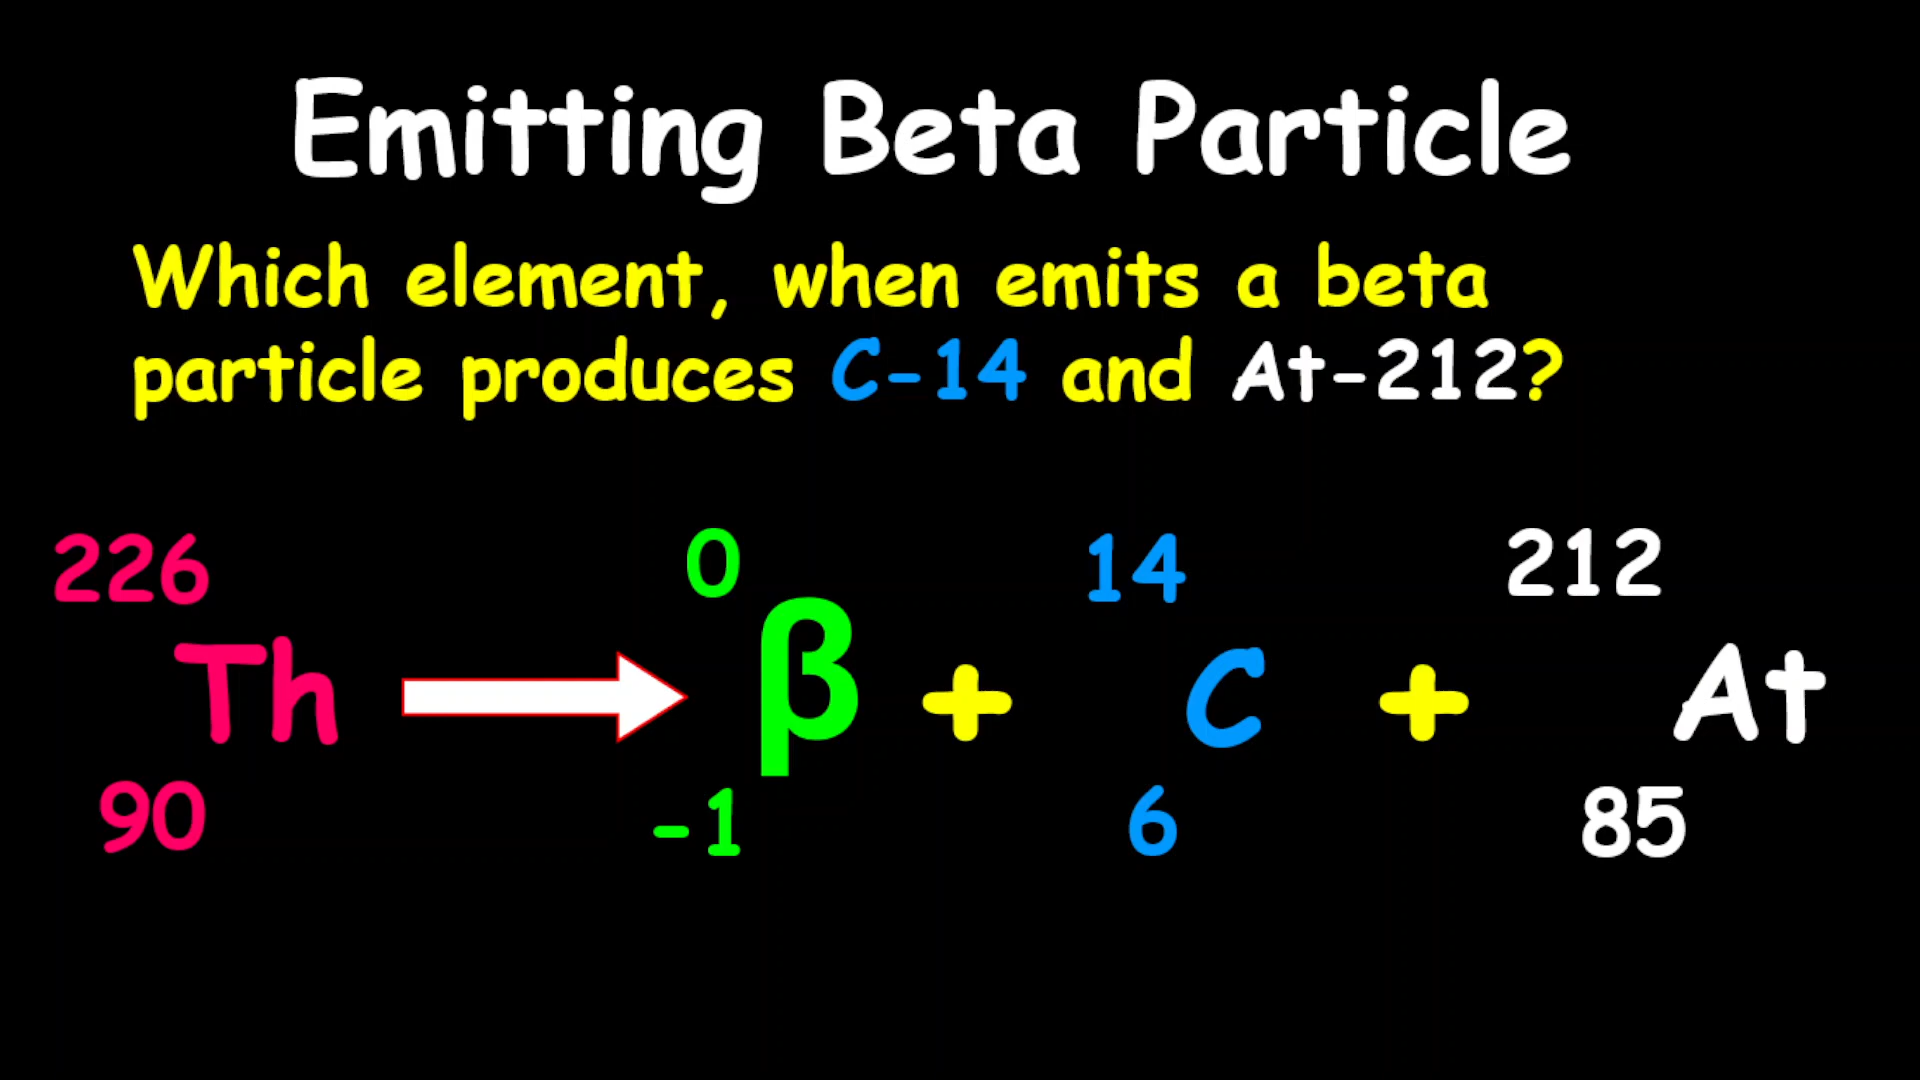 Emitting Beta Particle
Which element, when emits a beta
particle produces C-14 and At-212?
226 0 14 212
Th β + C + At
90 -1 6 85